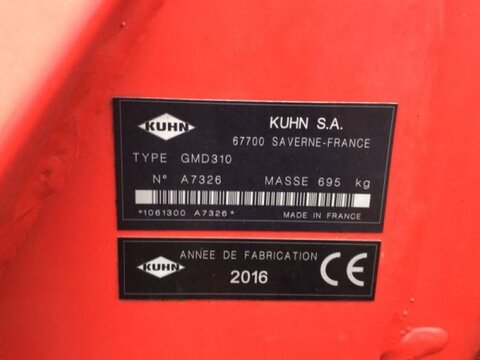 KUHN
KUHN S.A.
67700 SAVERNE-FRANCE
TYPE GMD310
N° A7326 MASSE 695 kg
*1061300 A7326*
MADE IN FRANCE
KUHN
ANNÉE DE FABRICATION
2016
CE